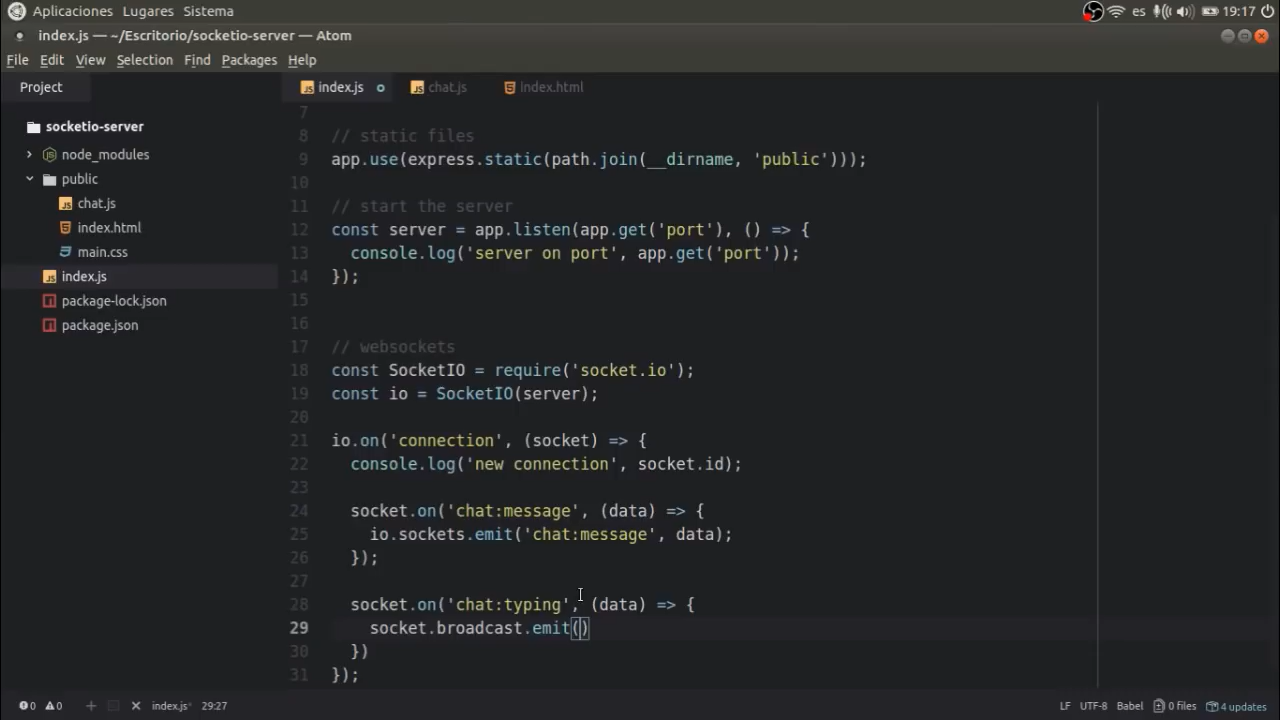 Aplicaciones Lugares Sistema es 19:17
index.js — ~/Escritorio/socketio-server — Atom
File Edit View Selection Find Packages Help
Project
index.js chat.js index.html
socketio-server
node_modules
public
chat.js
index.html
main.css
index.js
package-lock.json
package.json
7
8 // static files
9 app.use(express.static(path.join(__dirname, 'public')));
10
11 // start the server
12 const server = app.listen(app.get('port'), () => {
13 console.log('server on port', app.get('port'));
14 });
15
16
17 // websockets
18 const SocketIO = require('socket.io');
19 const io = SocketIO(server);
20
21 io.on('connection', (socket) => {
22 console.log('new connection', socket.id);
23
24 socket.on('chat:message', (data) => {
25 io.sockets.emit('chat:message', data);
26 });
27
28 socket.on('chat:typing', (data) => {
29 socket.broadcast.emit()
30 })
31 });
0 0 + × index.js* 29:27 LF UTF-8 Babel 0 files 4 updates